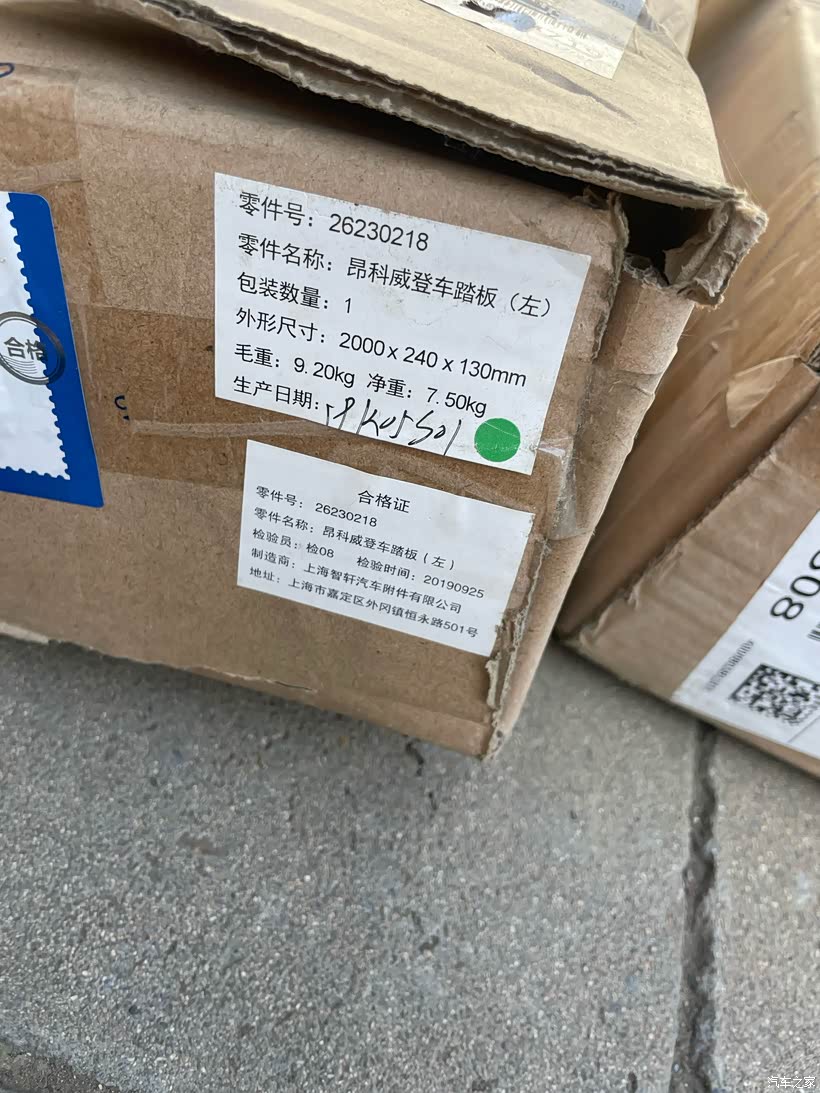 零件号：26230218
零件名称：昂科威登车踏板（左）
包装数量：1
外形尺寸：2000 x 240 x 130mm
毛重：9.20kg 净重：7.50kg
生产日期：
合格
合格证
零件号：26230218
零件名称：昂科威登车踏板（左）
检验员：检08 检验时间：20190925
制造商：上海智轩汽车附件有限公司
地址：上海市嘉定区外冈镇恒永路501号
汽车之家